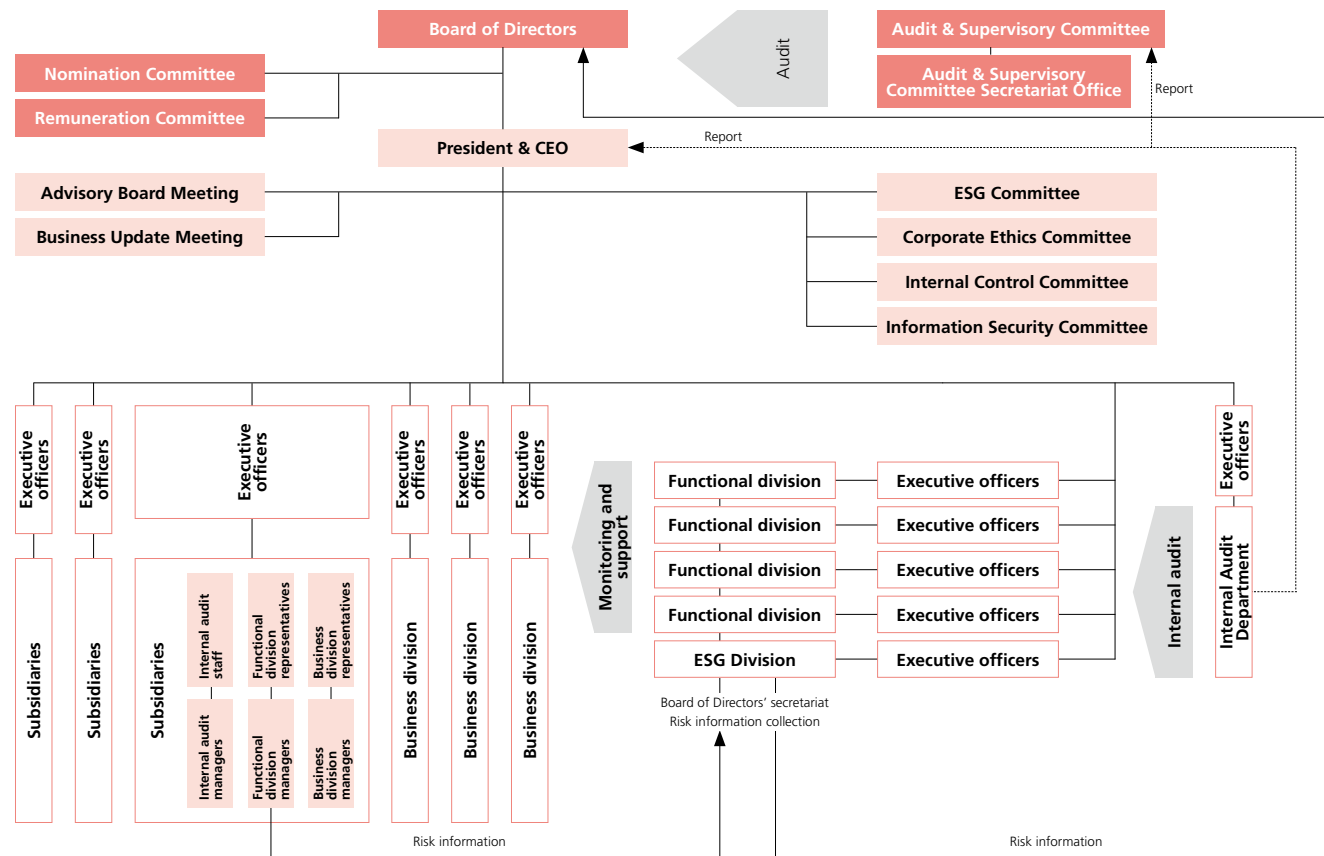 Board of Directors
Audit
Audit & Supervisory Committee
Nomination Committee
Audit & Supervisory
Committee Secretariat Office
Report
Remuneration Committee
President & CEO
Report
Advisory Board Meeting
Business Update Meeting
ESG Committee
Corporate Ethics Committee
Internal Control Committee
Information Security Committee
Executive
officers
Executive
officers
Executive
officers
Executive
officers
Executive
officers
Executive
officers
Subsidiaries
Subsidiaries
Subsidiaries
Internal audit
staff
Functional
division
representatives
Business
division
representatives
Internal audit
managers
Functional
division
managers
Business
division
managers
Business division
Business division
Business division
Monitoring and
support
Functional division
Executive officers
Functional division
Executive officers
Functional division
Executive officers
Functional division
Executive officers
ESG Division
Executive officers
Board of Directors’ secretariat
Risk information collection
Internal audit
Executive
officers
Internal Audit
Department
Risk information
Risk information